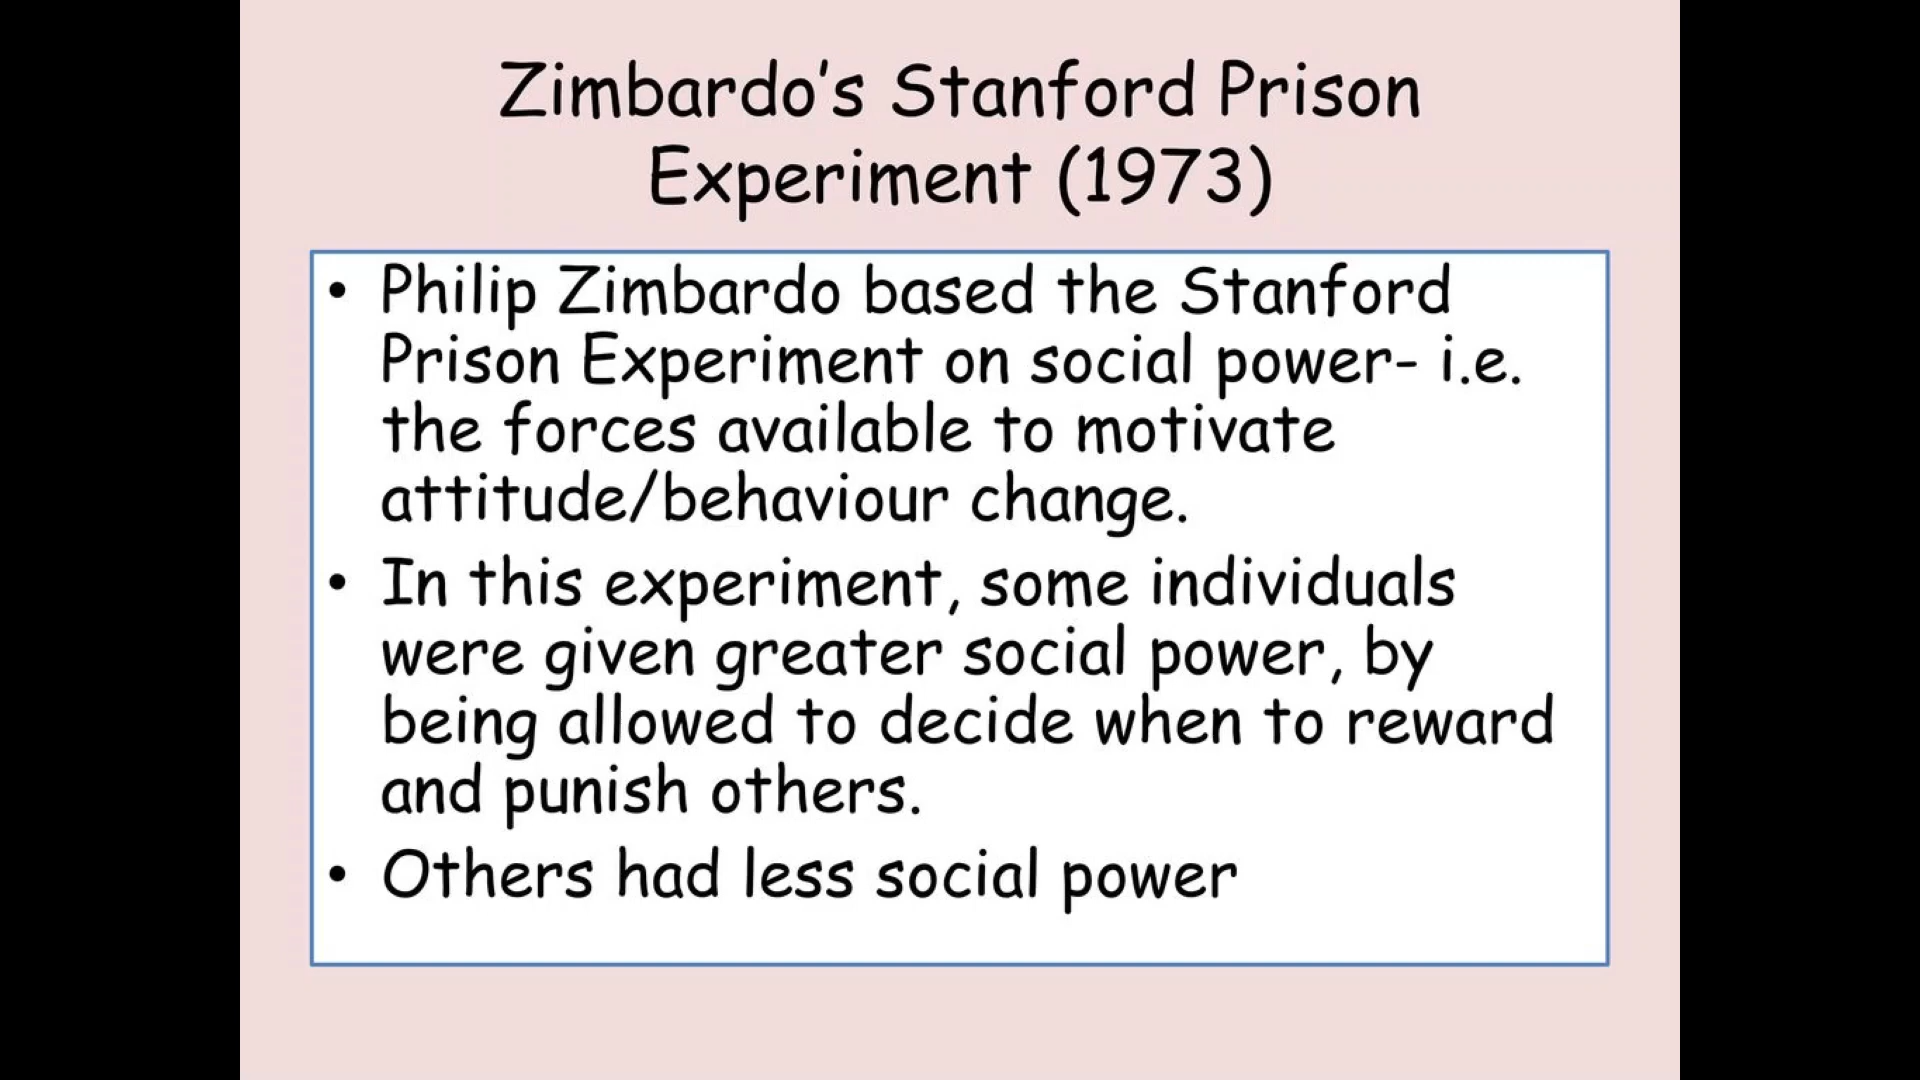 Zimbardo’s Stanford Prison
Experiment (1973)
• Philip Zimbardo based the Stanford
Prison Experiment on social power- i.e.
the forces available to motivate
attitude/behaviour change.
• In this experiment, some individuals
were given greater social power, by
being allowed to decide when to reward
and punish others.
• Others had less social power